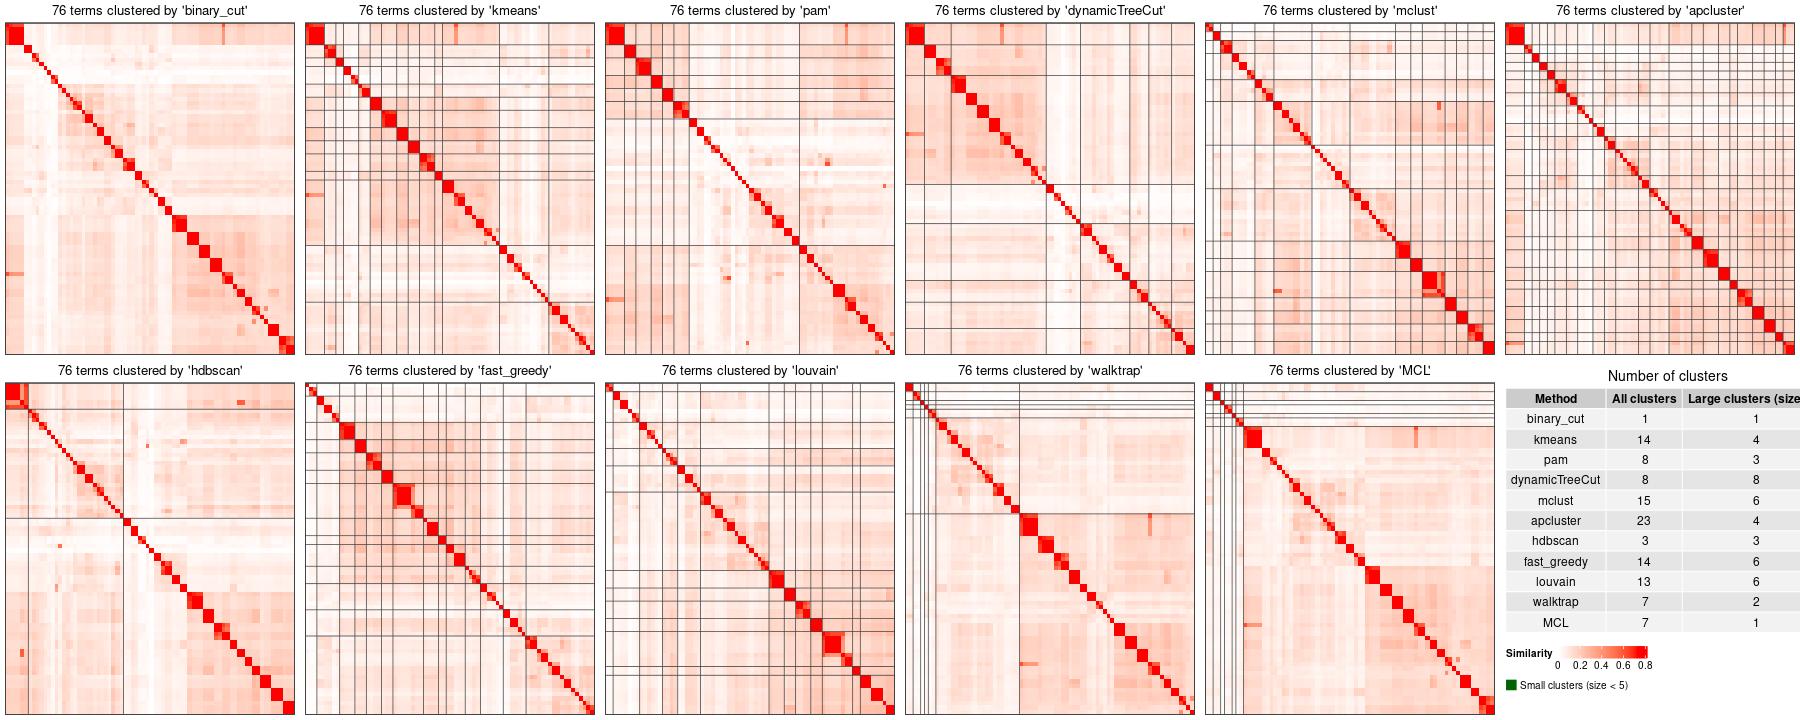 76 terms clustered by 'binary_cut'
76 terms clustered by 'kmeans'
76 terms clustered by 'pam'
76 terms clustered by 'dynamicTreeCut'
76 terms clustered by 'mclust'
76 terms clustered by 'apcluster'
76 terms clustered by 'hdbscan'
76 terms clustered by 'fast_greedy'
76 terms clustered by 'louvain'
76 terms clustered by 'walktrap'
76 terms clustered by 'MCL'
Number of clusters
Method All clusters Large clusters (size
binary_cut 1 1
kmeans 14 4
pam 8 3
dynamicTreeCut 8 8
mclust 15 6
apcluster 23 4
hdbscan 3 3
fast_greedy 14 6
louvain 13 6
walktrap 7 2
MCL 7 1
Similarity
0 0.2 0.4 0.6 0.8
Small clusters (size < 5)